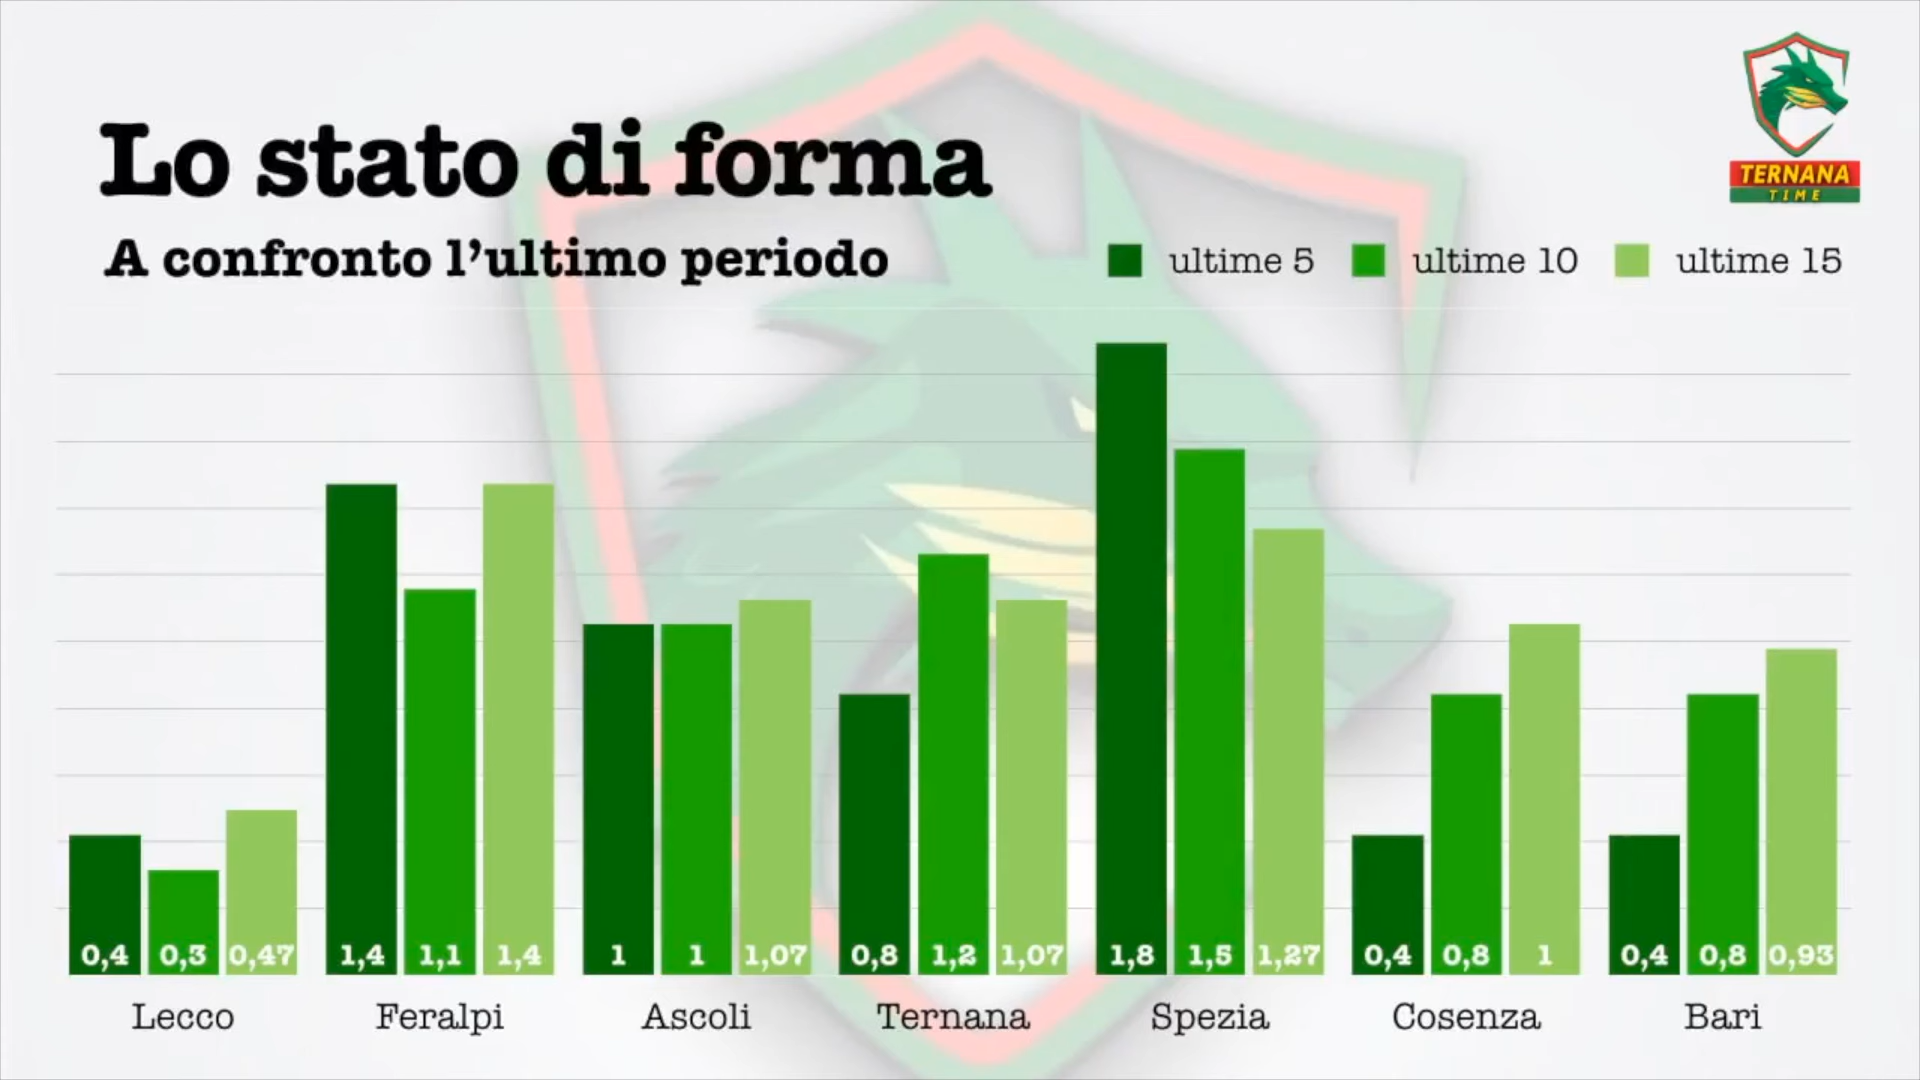 TERNANA
TIME
Lo stato di forma
A confronto l’ultimo periodo
ultime 5 ultime 10 ultime 15
0,4 0,3 0,47 1,4 1,1 1,4 1 1 1,07 0,8 1,2 1,07 1,8 1,5 1,27 0,4 0,8 1 0,4 0,8 0,93
Lecco Feralpi Ascoli Ternana Spezia Cosenza Bari